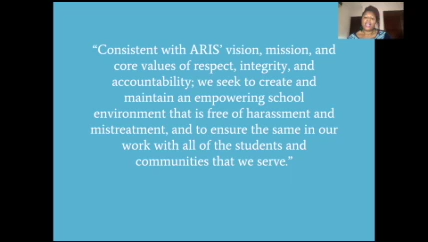 “Consistent with ARIS’ vision, mission, and
core values of respect, integrity, and
accountability; we seek to create and
maintain an empowering school
environment that is free of harassment and
mistreatment, and to ensure the same in our
work with all of the students and
communities that we serve.”